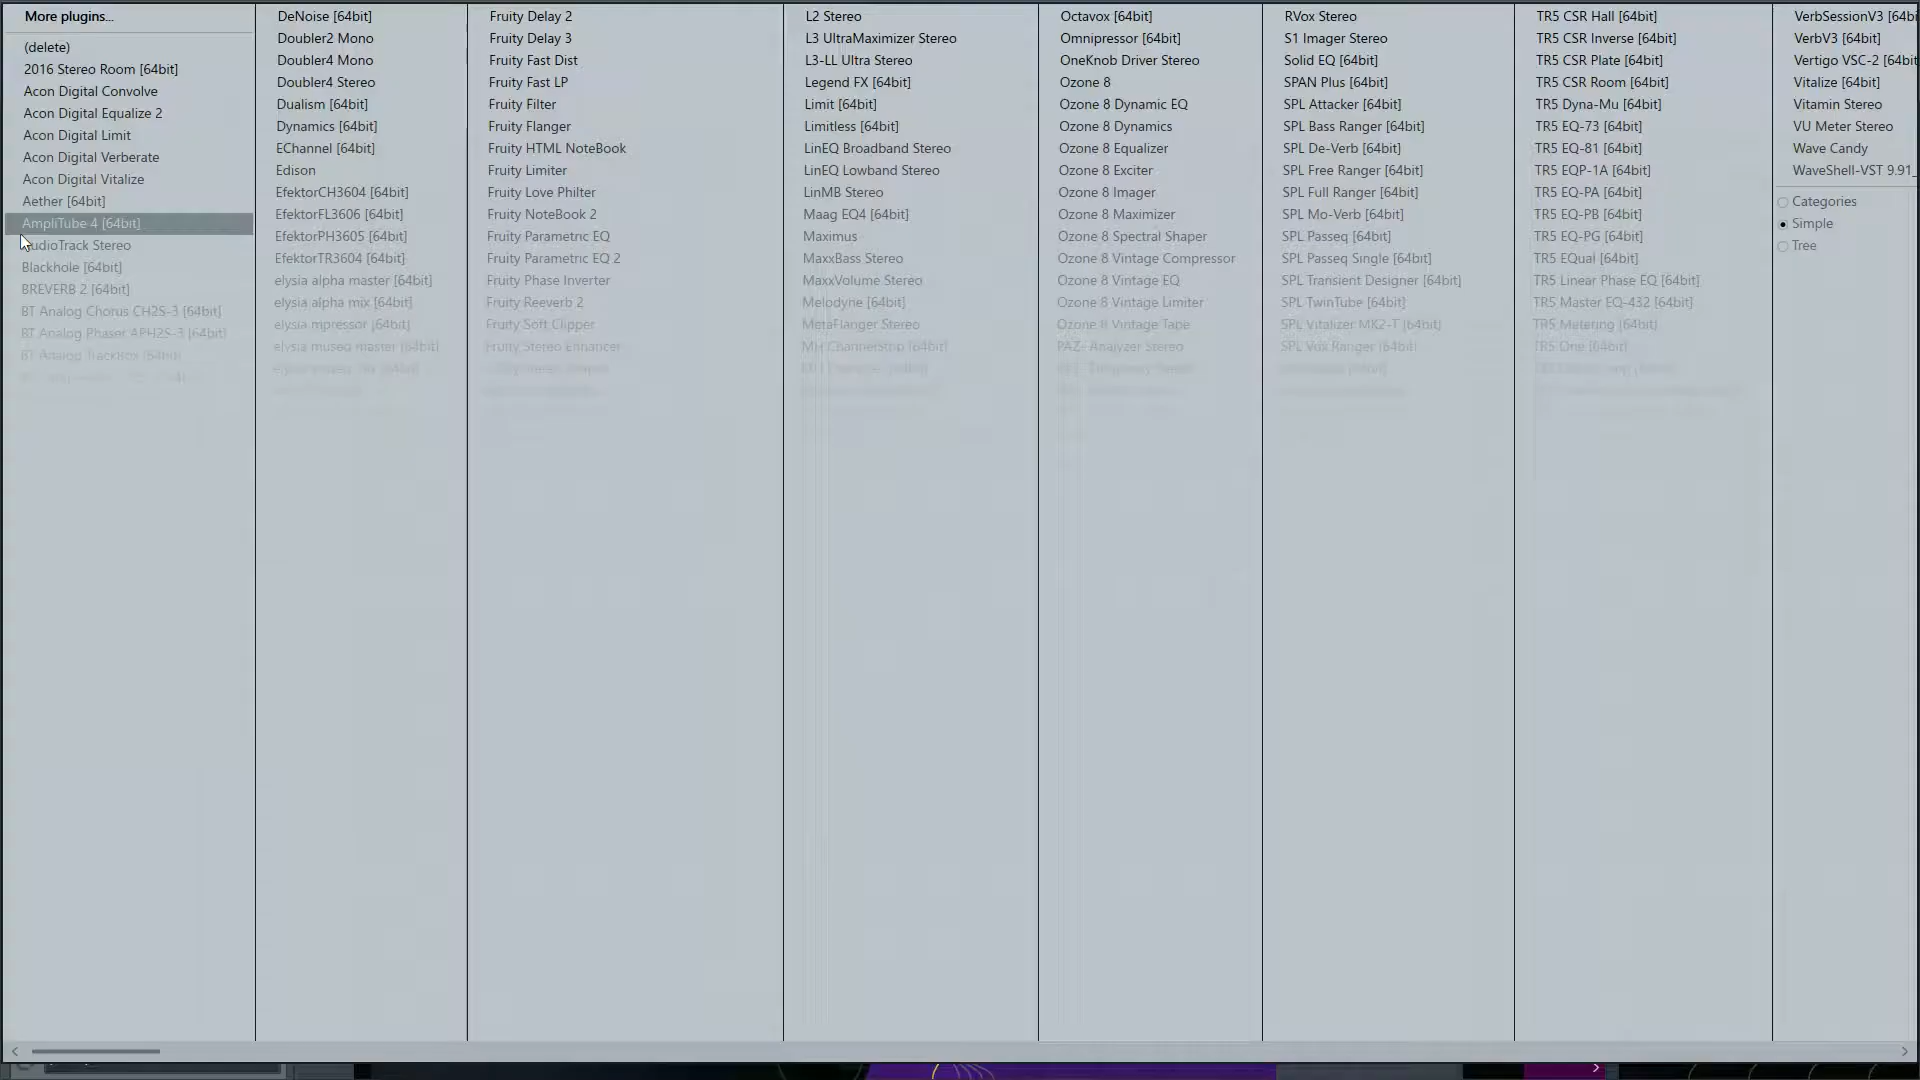 More plugins...
(delete)
2016 Stereo Room [64bit]
Acon Digital Convolve
Acon Digital Equalize 2
Acon Digital Limit
Acon Digital Verberate
Acon Digital Vitalize
Aether [64bit]
AmpliTube 4 [64bit]
udioTrack Stereo
Blackhole [64bit]
BREVERB 2 [64bit]
BT Analog Chorus CH2S-3 [64bit]
BT Analog Phaser APH2S-3 [64bit]
BT Analog TrackBox [64bit]
DeNoise [64bit]
Doubler2 Mono
Doubler4 Mono
Doubler4 Stereo
Dualism [64bit]
Dynamics [64bit]
EChannel [64bit]
Edison
EfektorCH3604 [64bit]
EfektorFL3606 [64bit]
EfektorPH3605 [64bit]
EfektorTR3604 [64bit]
elysia alpha master [64bit]
elysia alpha mix [64bit]
elysia mpressor [64bit]
elysia museq master [64bit]
Fruity Delay 2
Fruity Delay 3
Fruity Fast Dist
Fruity Fast LP
Fruity Filter
Fruity Flanger
Fruity HTML NoteBook
Fruity Limiter
Fruity Love Philter
Fruity NoteBook 2
Fruity Parametric EQ
Fruity Parametric EQ 2
Fruity Phase Inverter
Fruity Reeverb 2
Fruity Soft Clipper
Fruity Stereo Enhancer
L2 Stereo
L3 UltraMaximizer Stereo
L3-LL Ultra Stereo
Legend FX [64bit]
Limit [64bit]
Limitless [64bit]
LinEQ Broadband Stereo
LinEQ Lowband Stereo
LinMB Stereo
Maag EQ4 [64bit]
Maximus
MaxxBass Stereo
MaxxVolume Stereo
Melodyne [64bit]
MetaFlanger Stereo
MH ChannelStrip [64bit]
Octavox [64bit]
Omnipressor [64bit]
OneKnob Driver Stereo
Ozone 8
Ozone 8 Dynamic EQ
Ozone 8 Dynamics
Ozone 8 Equalizer
Ozone 8 Exciter
Ozone 8 Imager
Ozone 8 Maximizer
Ozone 8 Spectral Shaper
Ozone 8 Vintage Compressor
Ozone 8 Vintage EQ
Ozone 8 Vintage Limiter
Ozone 8 Vintage Tape
PAZ- Analyzer Stereo
RVox Stereo
S1 Imager Stereo
Solid EQ [64bit]
SPAN Plus [64bit]
SPL Attacker [64bit]
SPL Bass Ranger [64bit]
SPL De-Verb [64bit]
SPL Free Ranger [64bit]
SPL Full Ranger [64bit]
SPL Mo-Verb [64bit]
SPL Passeq [64bit]
SPL Passeq Single [64bit]
SPL Transient Designer [64bit]
SPL TwinTube [64bit]
SPL Vitalizer MK2-T [64bit]
SPL Vox Ranger [64bit]
TR5 CSR Hall [64bit]
TR5 CSR Inverse [64bit]
TR5 CSR Plate [64bit]
TR5 CSR Room [64bit]
TR5 Dyna-Mu [64bit]
TR5 EQ-73 [64bit]
TR5 EQ-81 [64bit]
TR5 EQP-1A [64bit]
TR5 EQ-PA [64bit]
TR5 EQ-PB [64bit]
TR5 EQ-PG [64bit]
TR5 EQual [64bit]
TR5 Linear Phase EQ [64bit]
TR5 Master EQ-432 [64bit]
TR5 Metering [64bit]
TR5 One [64bit]
VerbSessionV3 [64bi
VerbV3 [64bit]
Vertigo VSC-2 [64bit
Vitalize [64bit]
Vitamin Stereo
VU Meter Stereo
Wave Candy
WaveShell-VST 9.91_
Categories
Simple
Tree